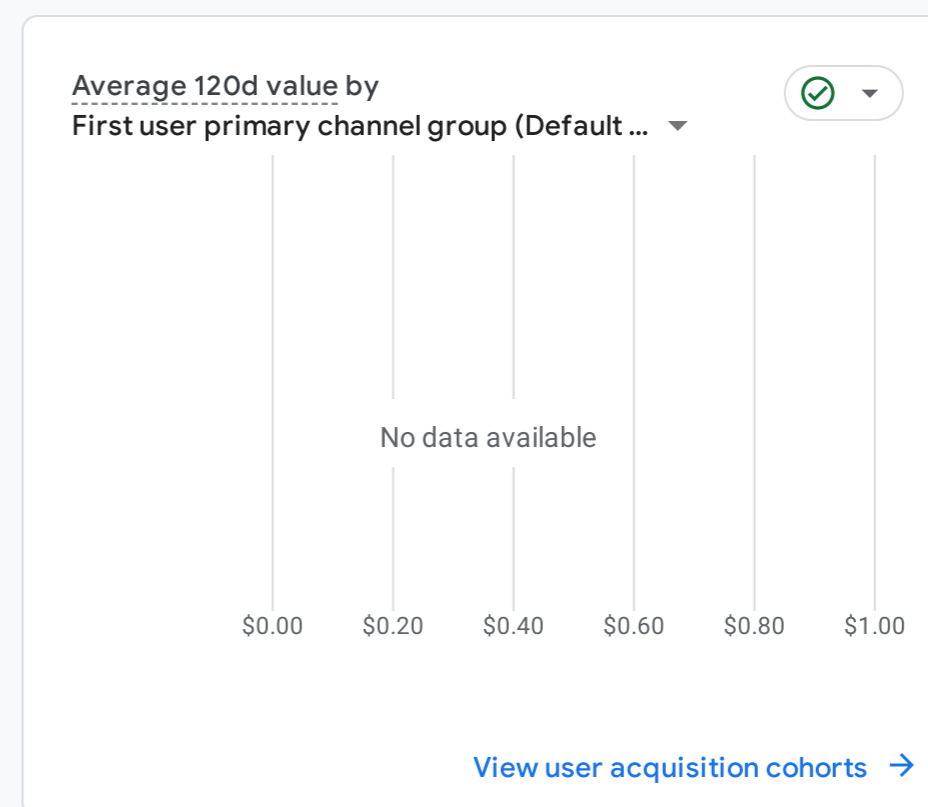 Average 120d value by
First user primary channel group (Default ...
No data available
$0.00 $0.20 $0.40 $0.60 $0.80 $1.00
View user acquisition cohorts